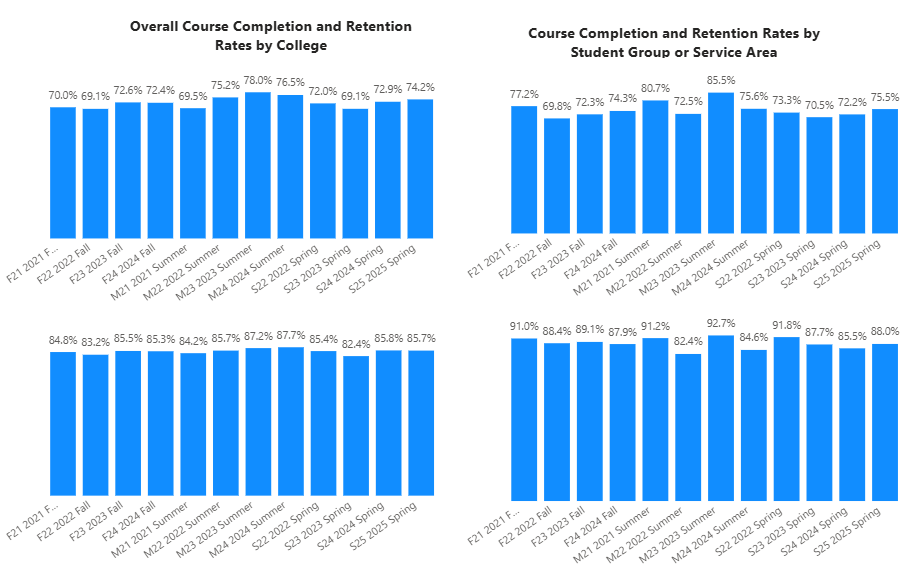 Overall Course Completion and Retention
Rates by College
70.0% 69.1% 72.6% 72.4% 69.5% 75.2% 78.0% 76.5% 72.0% 69.1% 72.9% 74.2%
F21 2021 F... F22 2022 Fall F23 2023 Fall F24 2024 Fall M21 2021 Summer M22 2022 Summer M23 2023 Summer M24 2024 Summer S22 2022 Spring S23 2023 Spring S24 2024 Spring S25 2025 Spring
84.8% 83.2% 85.5% 85.3% 84.2% 85.7% 87.2% 87.7% 85.4% 82.4% 85.8% 85.7%
F21 2021 F... F22 2022 Fall F23 2023 Fall F24 2024 Fall M21 2021 Summer M22 2022 Summer M23 2023 Summer M24 2024 Summer S22 2022 Spring S23 2023 Spring S24 2024 Spring S25 2025 Spring
Course Completion and Retention Rates by
Student Group or Service Area
77.2% 69.8% 72.3% 74.3% 80.7% 72.5% 85.5% 75.6% 73.3% 70.5% 72.2% 75.5%
F21 2021 F... F22 2022 Fall F23 2023 Fall F24 2024 Fall M21 2021 Summer M22 2022 Summer M23 2023 Summer M24 2024 Summer S22 2022 Spring S23 2023 Spring S24 2024 Spring S25 2025 Spring
91.0% 88.4% 89.1% 87.9% 91.2% 82.4% 92.7% 84.6% 91.8% 87.7% 85.5% 88.0%
F21 2021 F... F22 2022 Fall F23 2023 Fall F24 2024 Fall M21 2021 Summer M22 2022 Summer M23 2023 Summer M24 2024 Summer S22 2022 Spring S23 2023 Spring S24 2024 Spring S25 2025 Spring